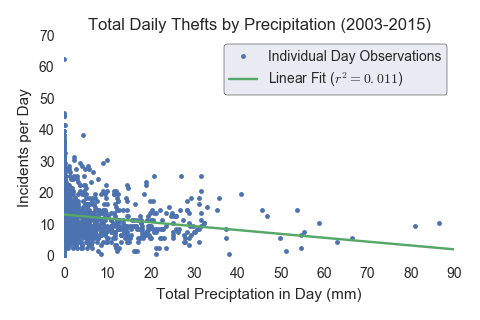 Total Daily Thefts by Precipitation (2003-2015)
70
60
50
40
30
20
10
0
Incidents per Day
Individual Day Observations
Linear Fit (r² = 0.011)
0 10 20 30 40 50 60 70 80 90
Total Preciptation in Day (mm)